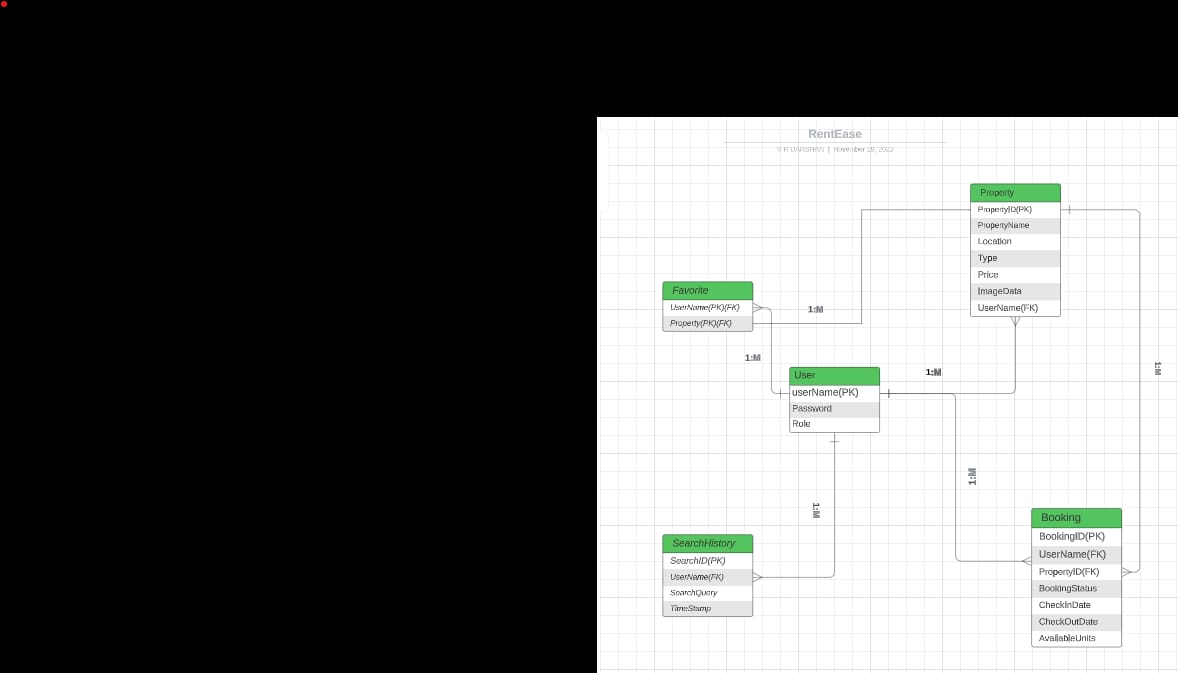 RentEase
V R DARSHAN | November 18, 2023
Property
PropertyID(PK)
PropertyName
Location
Type
Price
ImageData
UserName(FK)
Favorite
UserName(PK)(FK)
Property(PK)(FK)
1:M
1:M
User
userName(PK)
Password
Role
1:M
1:M
1:M
1:M
SearchHistory
SearchID(PK)
UserName(FK)
SearchQuery
TimeStamp
Booking
BookingID(PK)
UserName(FK)
PropertyID(FK)
BookingStatus
CheckInDate
CheckOutDate
AvailableUnits